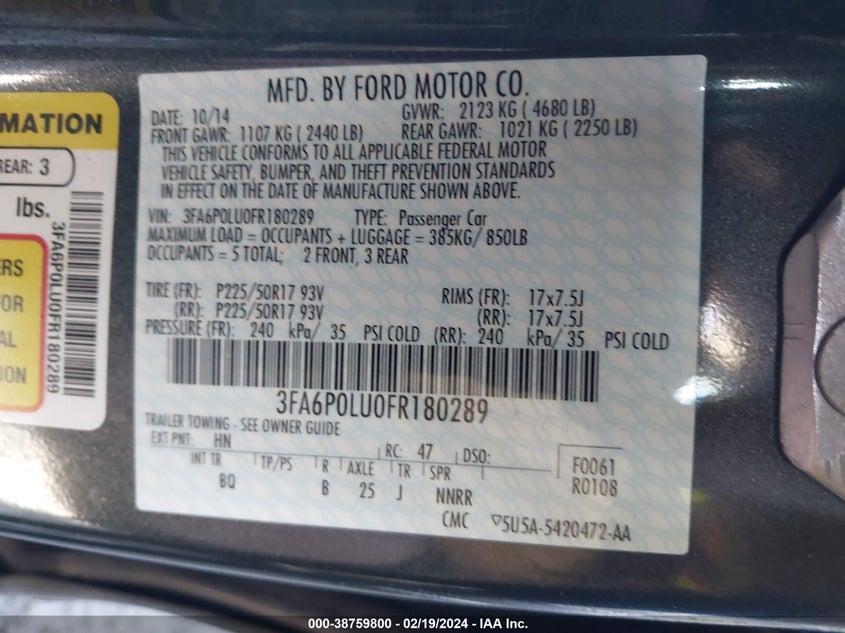 MFD. BY FORD MOTOR CO.
DATE: 10/14 GVWR: 2123 KG ( 4680 LB)
FRONT GAWR: 1107 KG ( 2440 LB) REAR GAWR: 1021 KG ( 2250 LB)
THIS VEHICLE CONFORMS TO ALL APPLICABLE FEDERAL MOTOR
VEHICLE SAFETY, BUMPER, AND THEFT PREVENTION STANDARDS
IN EFFECT ON THE DATE OF MANUFACTURE SHOWN ABOVE.
VIN: 3FA6P0LU0FR180289 TYPE: Passenger Car
MAXIMUM LOAD = OCCUPANTS + LUGGAGE = 385KG/ 850LB
OCCUPANTS = 5 TOTAL; 2 FRONT, 3 REAR
TIRE (FR): P225/50R17 93V RIMS (FR): 17x7.5J
(RR): P225/50R17 93V (RR): 17x7.5J
PRESSURE (FR): 240 kPa/ 35 PSI COLD (RR): 240 kPa/ 35 PSI COLD
3FA6P0LU0FR180289
TRAILER TOWING - SEE OWNER GUIDE
EXT PNT: HN RC: 47 DSO:
INT TR TP/PS R AXLE TR SPR
BQ B 25 J NNRR
F0061
R0108
CMC ▽5U5A-5420472-AA
MATION
REAR: 3
lbs.
ERS
FOR
AL
ION
3FA6P0LU0FR180289
000-38759800 - 02/19/2024 - IAA Inc.